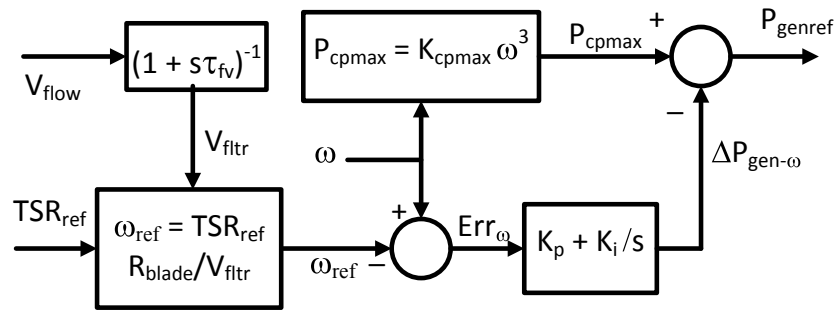 V_flow
(1 + sτ_fv)^-1
V_fltr
TSR_ref
ω_ref = TSR_ref
R_blade/V_fltr
ω_ref
P_cpmax = K_cpmax ω^3
ω
+
−
Err_ω
K_p + K_i/s
P_cpmax
+
−
ΔP_gen-ω
P_genref